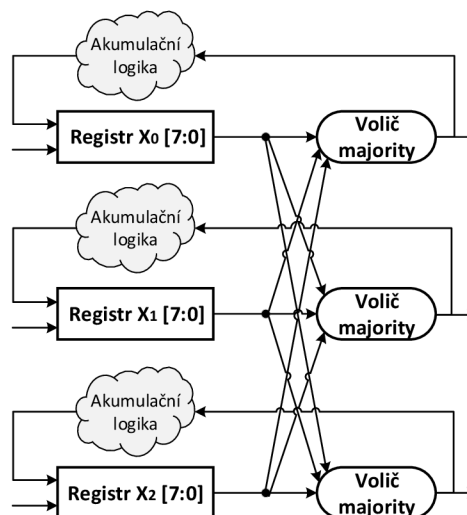 Akumulační
logika
Registr X0 [7:0]
Volič
majority
Akumulační
logika
Registr X1 [7:0]
Volič
majority
Akumulační
logika
Registr X2 [7:0]
Volič
majority